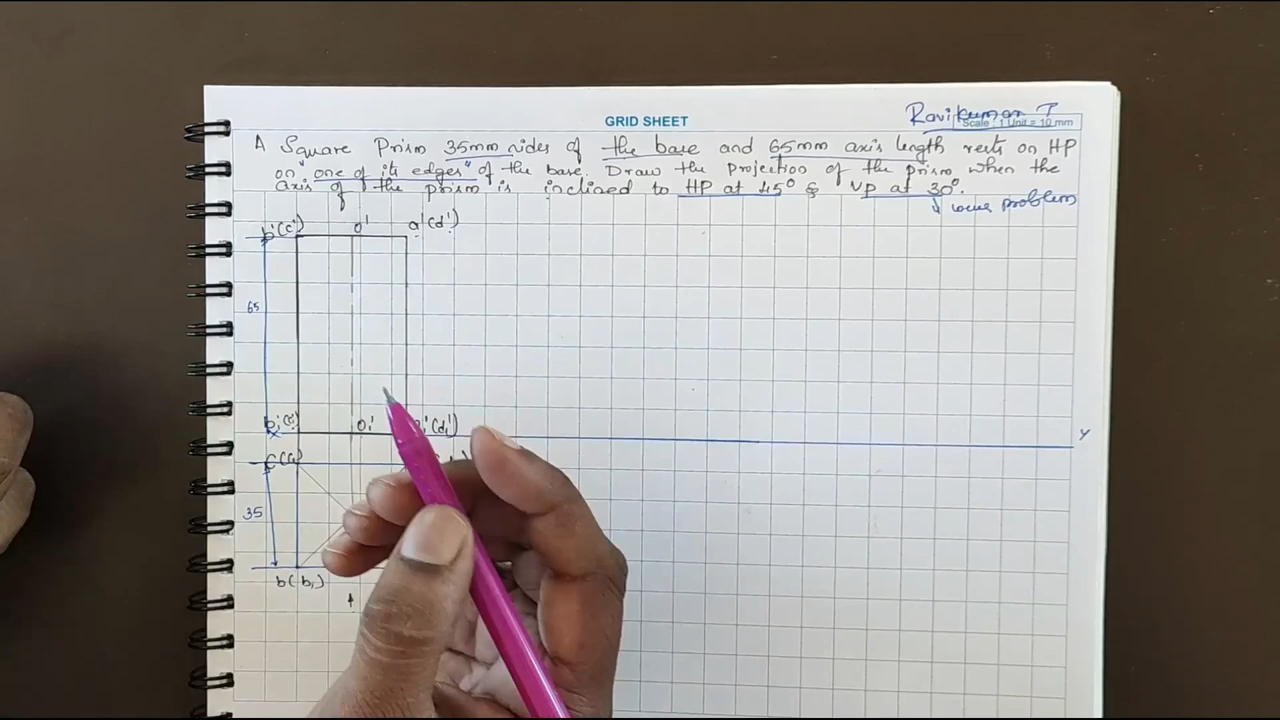 Ravikumar T
GRID SHEET
Scale : 1 Unit = 10 mm
A Square Prism 35mm sides of the base and 65mm axis length rests on HP
on "one of its edges" of the base. Draw the projection of the prism when the
axis of the prism is inclined to HP at 45° & VP at 30°.
locus problem
b'(c') o' a'(d')
65
b₁'(c₁') o₁' (d₁')
X Y
c(c₁)
35
b(b₁)